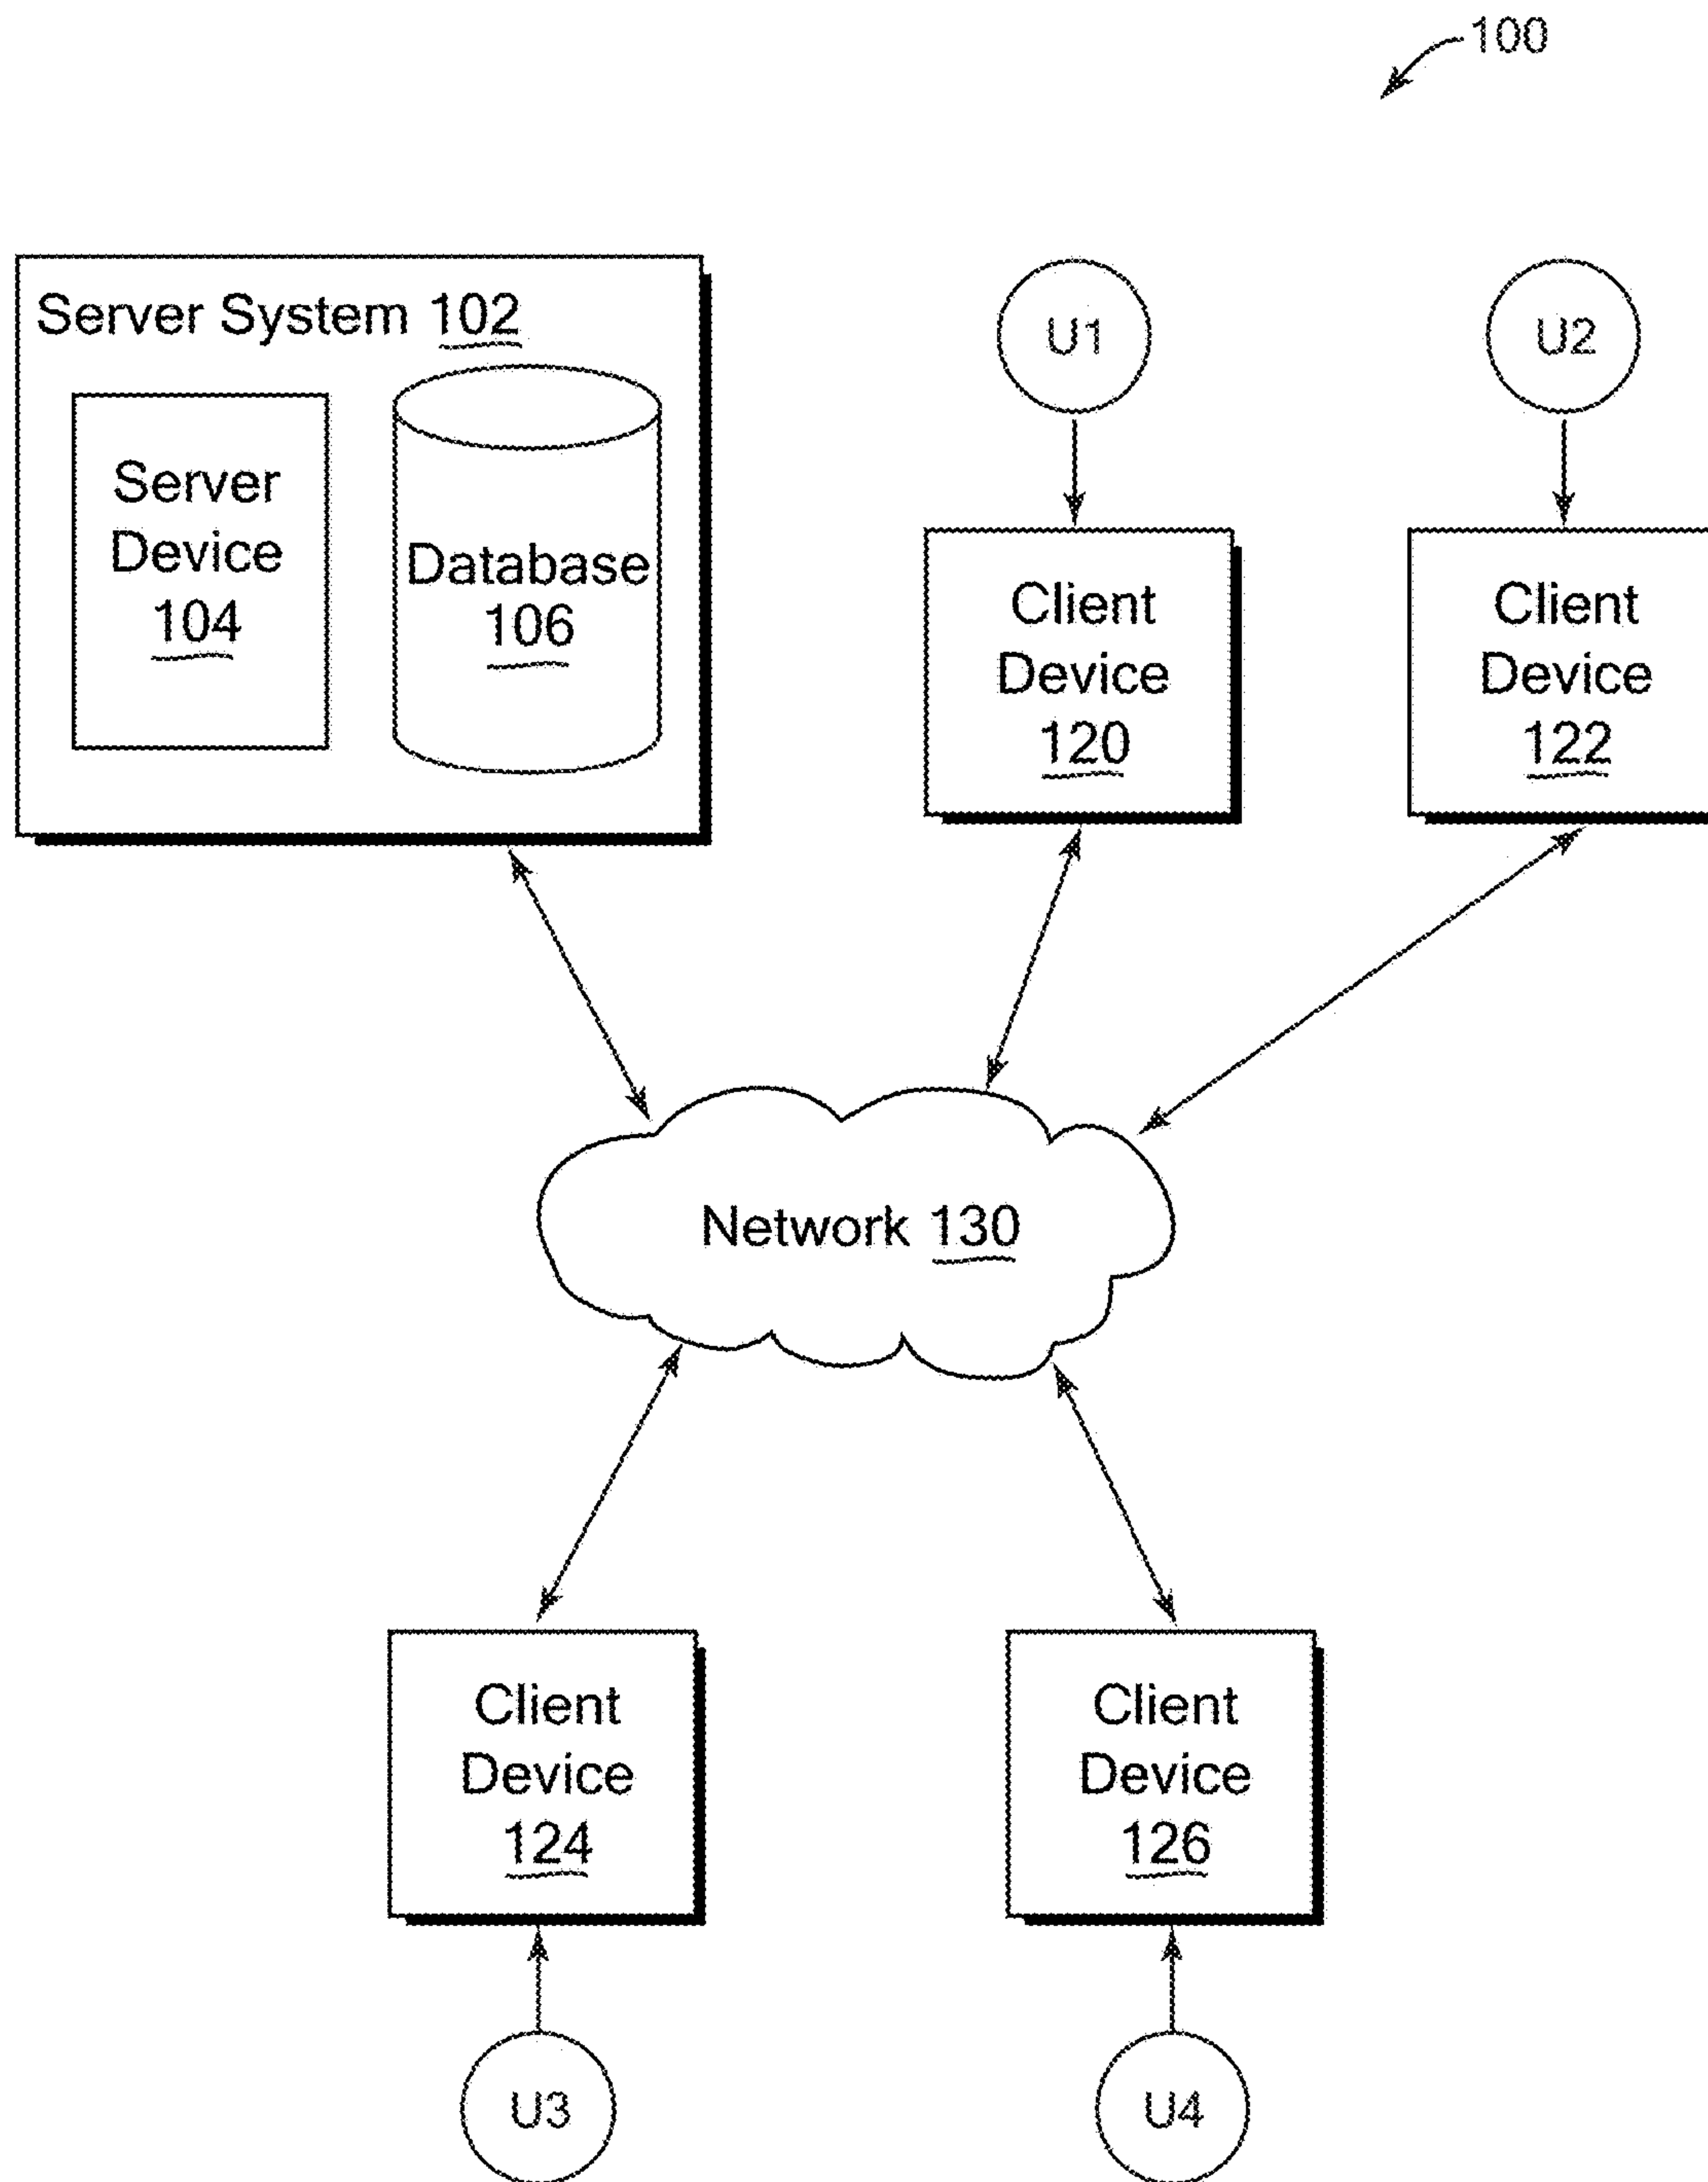 100
Server System 102
Server
Device
104
Database
106
U1
U2
Client
Device
120
Client
Device
122
Network 130
Client
Device
124
Client
Device
126
U3
U4